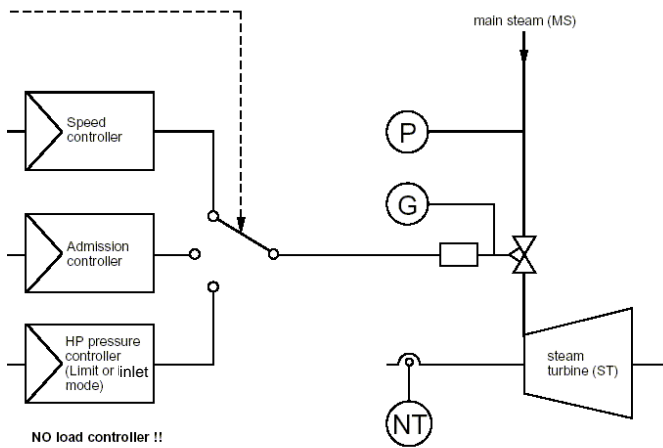 main steam (MS)
Speed
controller
P
G
Admission
controller
HP pressure
controller
(Limit or inlet
mode)
steam
turbine (ST)
NT
NO load controller !!